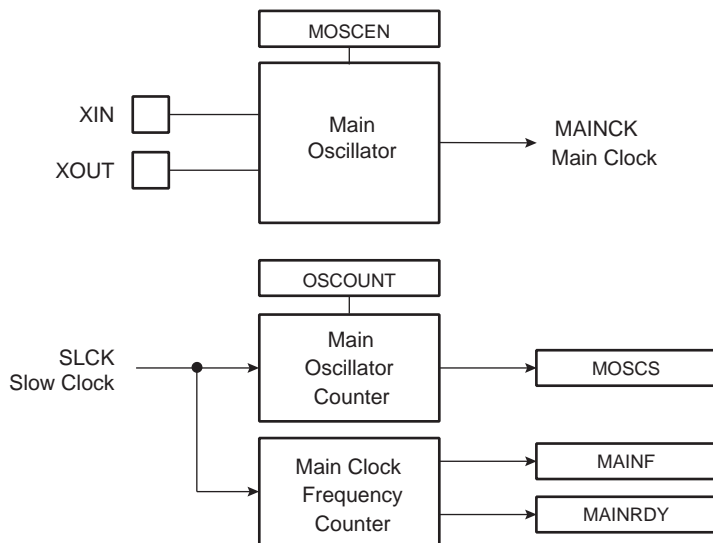 MOSCEN
XIN
XOUT
Main
Oscillator
MAINCK
Main Clock
OSCOUNT
SLCK
Slow Clock
Main
Oscillator
Counter
MOSCS
Main Clock
Frequency
Counter
MAINF
MAINRDY